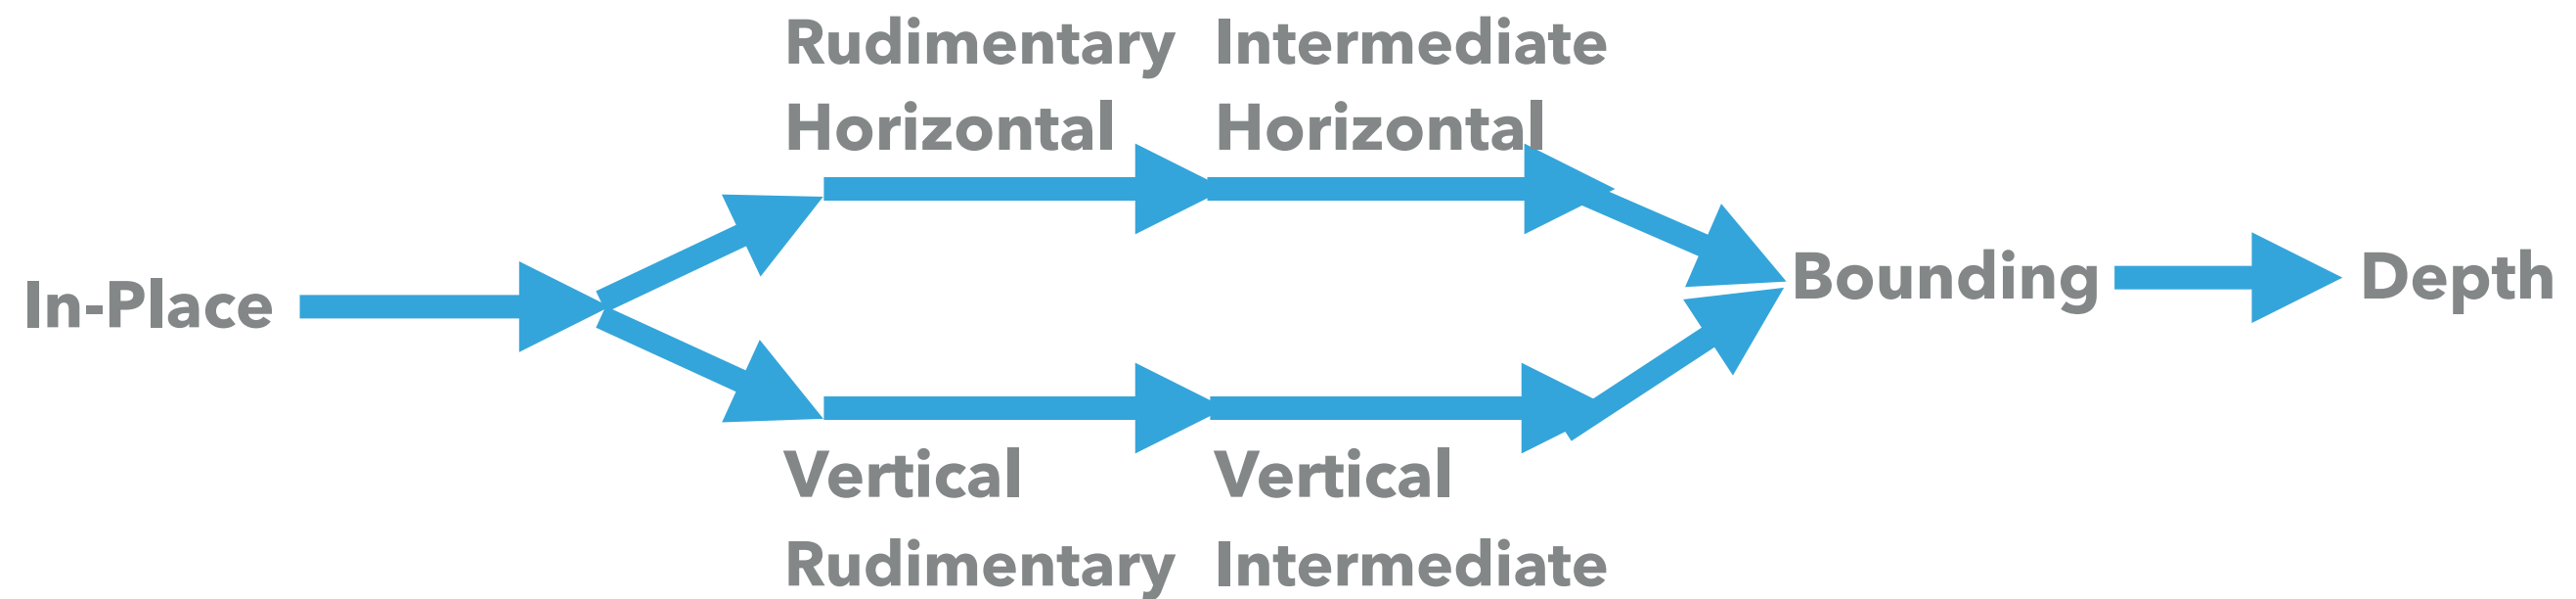 Rudimentary Intermediate
Horizontal Horizontal
In-Place
Bounding
Depth
Vertical Vertical
Rudimentary Intermediate